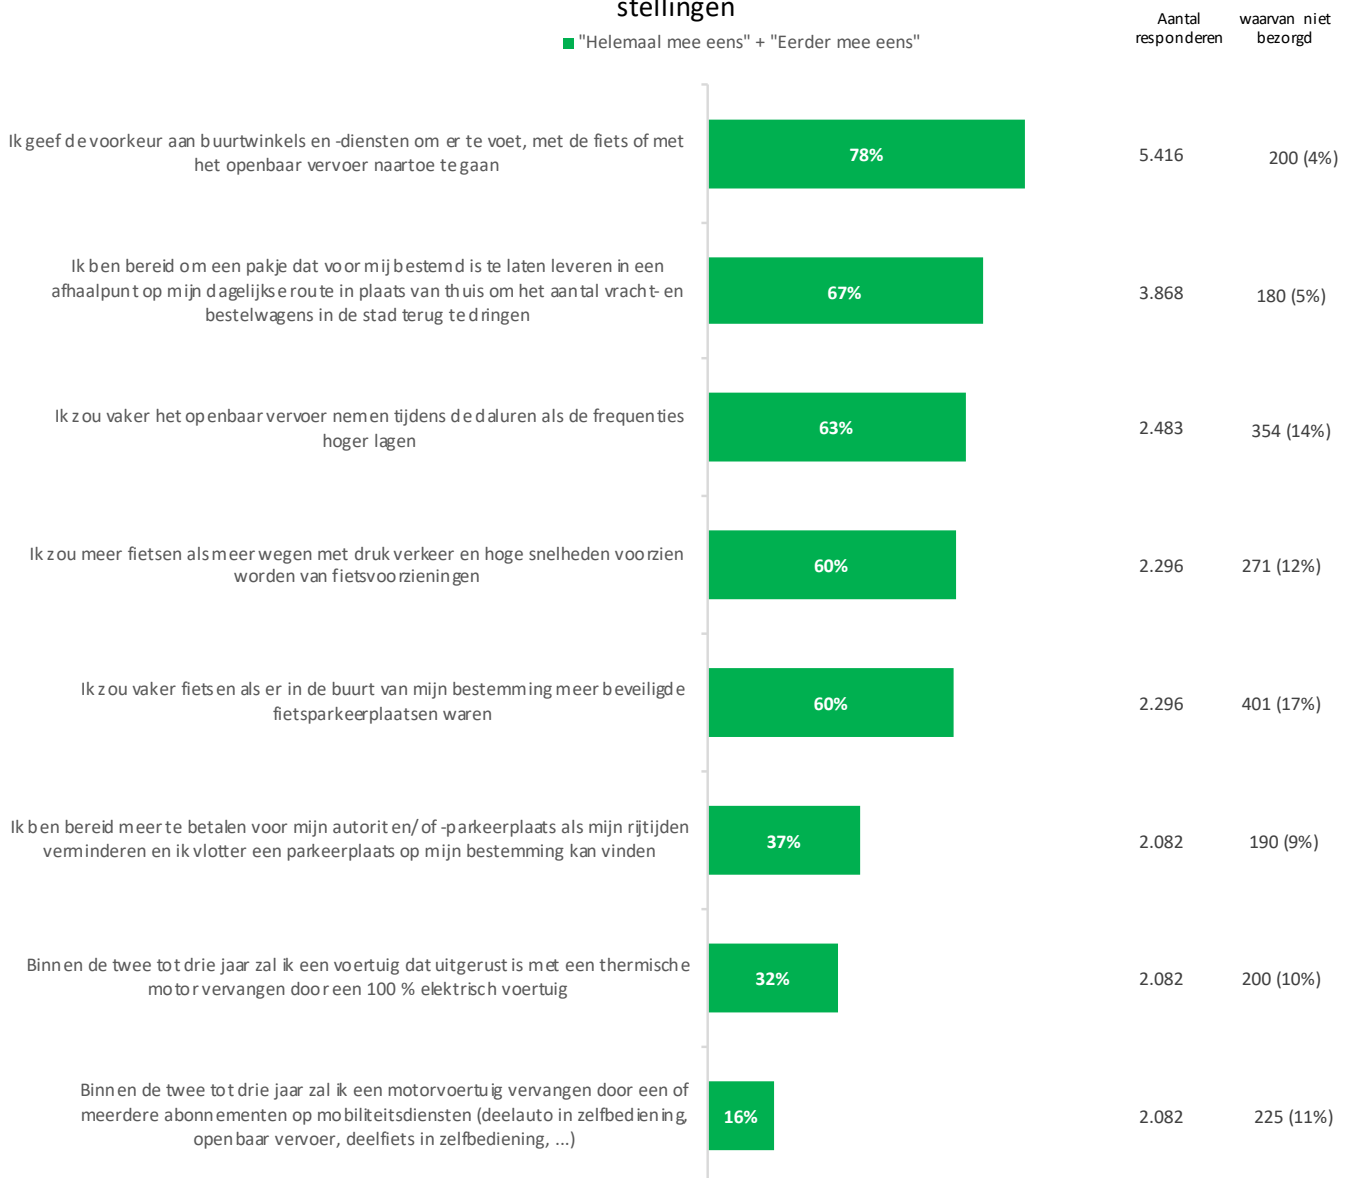 stellingen
"Helemaal mee eens" + "Eerder mee eens"
Aantal responderen
waarvan niet bezorgd
Ik geef de voorkeur aan buurtwinkels en -diensten om er te voet, met de fiets of met
het openbaar vervoer naartoe te gaan
78%
5.416
200 (4%)
Ik ben bereid om een pakje dat voor mij bestemd is te laten leveren in een
afhaalpunt op mijn dagelijkse route in plaats van thuis om het aantal vracht- en
bestelwagens in de stad terug te dringen
67%
3.868
180 (5%)
Ik zou vaker het openbaar vervoer nemen tijdens de daluren als de frequenties
hoger lagen
63%
2.483
354 (14%)
Ik zou meer fietsen als meer wegen met druk verkeer en hoge snelheden voorzien
worden van fietsvoorzieningen
60%
2.296
271 (12%)
Ik zou vaker fietsen als er in de buurt van mijn bestemming meer beveiligde
fietsparkeerplaatsen waren
60%
2.296
401 (17%)
Ik ben bereid meer te betalen voor mijn autorit en/of -parkeerplaats als mijn rijtijden
verminderen en ik vlotter een parkeerplaats op mijn bestemming kan vinden
37%
2.082
190 (9%)
Binnen de twee tot drie jaar zal ik een voertuig dat uitgerust is met een thermische
motor vervangen door een 100 % elektrisch voertuig
32%
2.082
200 (10%)
Binnen de twee tot drie jaar zal ik een motorvoertuig vervangen door een of
meerdere abonnementen op mobiliteitsdiensten (deelauto in zelfbediening,
openbaar vervoer, deelfiets in zelfbediening, ...)
16%
2.082
225 (11%)